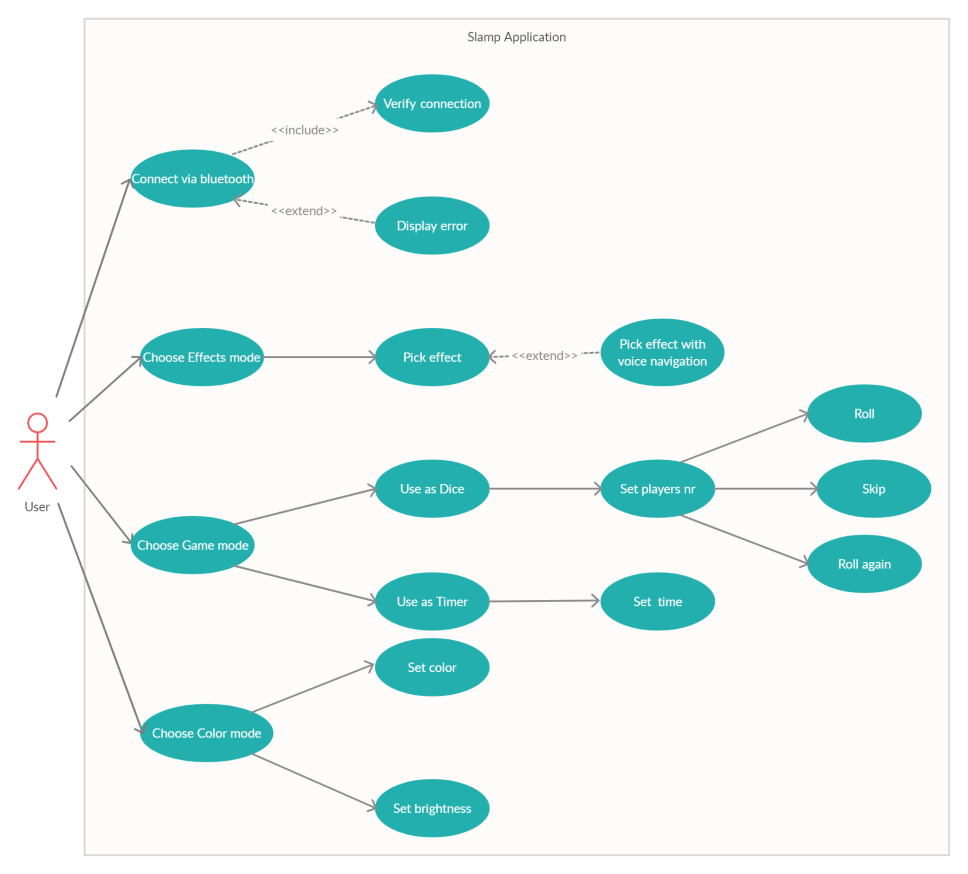 Slamp Application
Verify connection
<<include>>
Connect via bluetooth
<<extend>>
Display error
Choose Effects mode
Pick effect
<<extend>>
Pick effect with
voice navigation
Roll
User
Use as Dice
Set players nr
Skip
Choose Game mode
Roll again
Use as Timer
Set  time
Set color
Choose Color mode
Set brightness